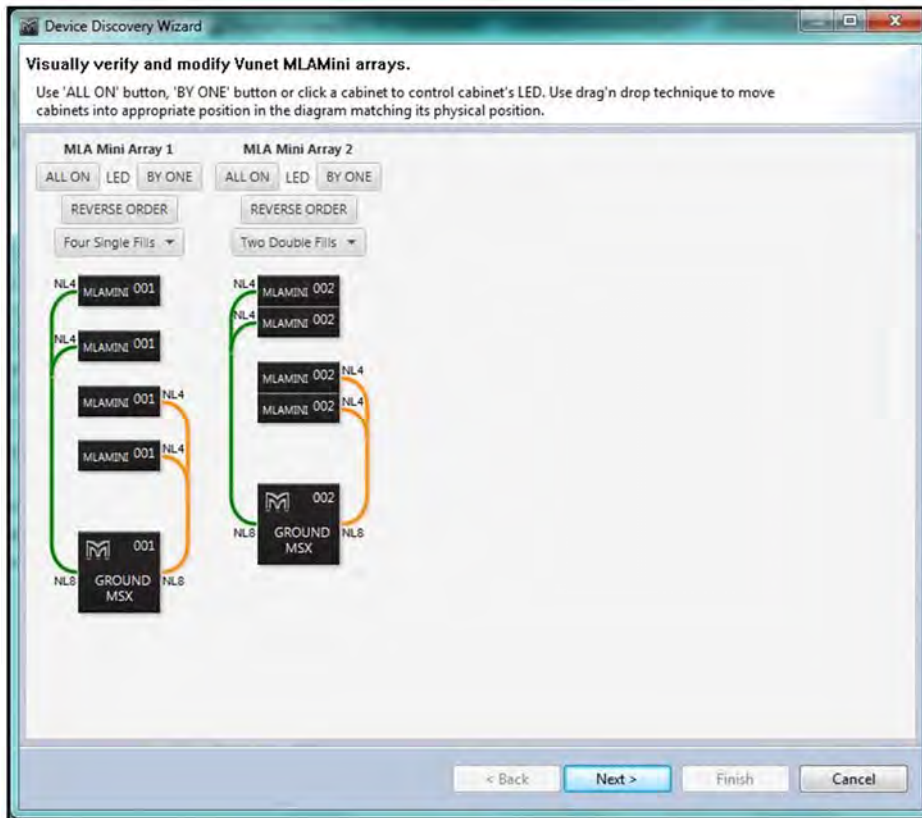 Device Discovery Wizard
Visually verify and modify Vunet MLAMini arrays.
Use 'ALL ON' button, 'BY ONE' button or click a cabinet to control cabinet's LED. Use drag'n drop technique to move
cabinets into appropriate position in the diagram matching its physical position.
MLA Mini Array 1
ALL ON LED BY ONE
REVERSE ORDER
Four Single Fills
NL4 MLAMINI 001
NL4 MLAMINI 001
MLAMINI 001 NL4
MLAMINI 001 NL4
001
NL8 GROUND NL8
MSX
MLA Mini Array 2
ALL ON LED BY ONE
REVERSE ORDER
Two Double Fills
NL4 MLAMINI 002
NL4 MLAMINI 002
MLAMINI 002 NL4
MLAMINI 002 NL4
002
NL8 GROUND NL8
MSX
< Back Next > Finish Cancel